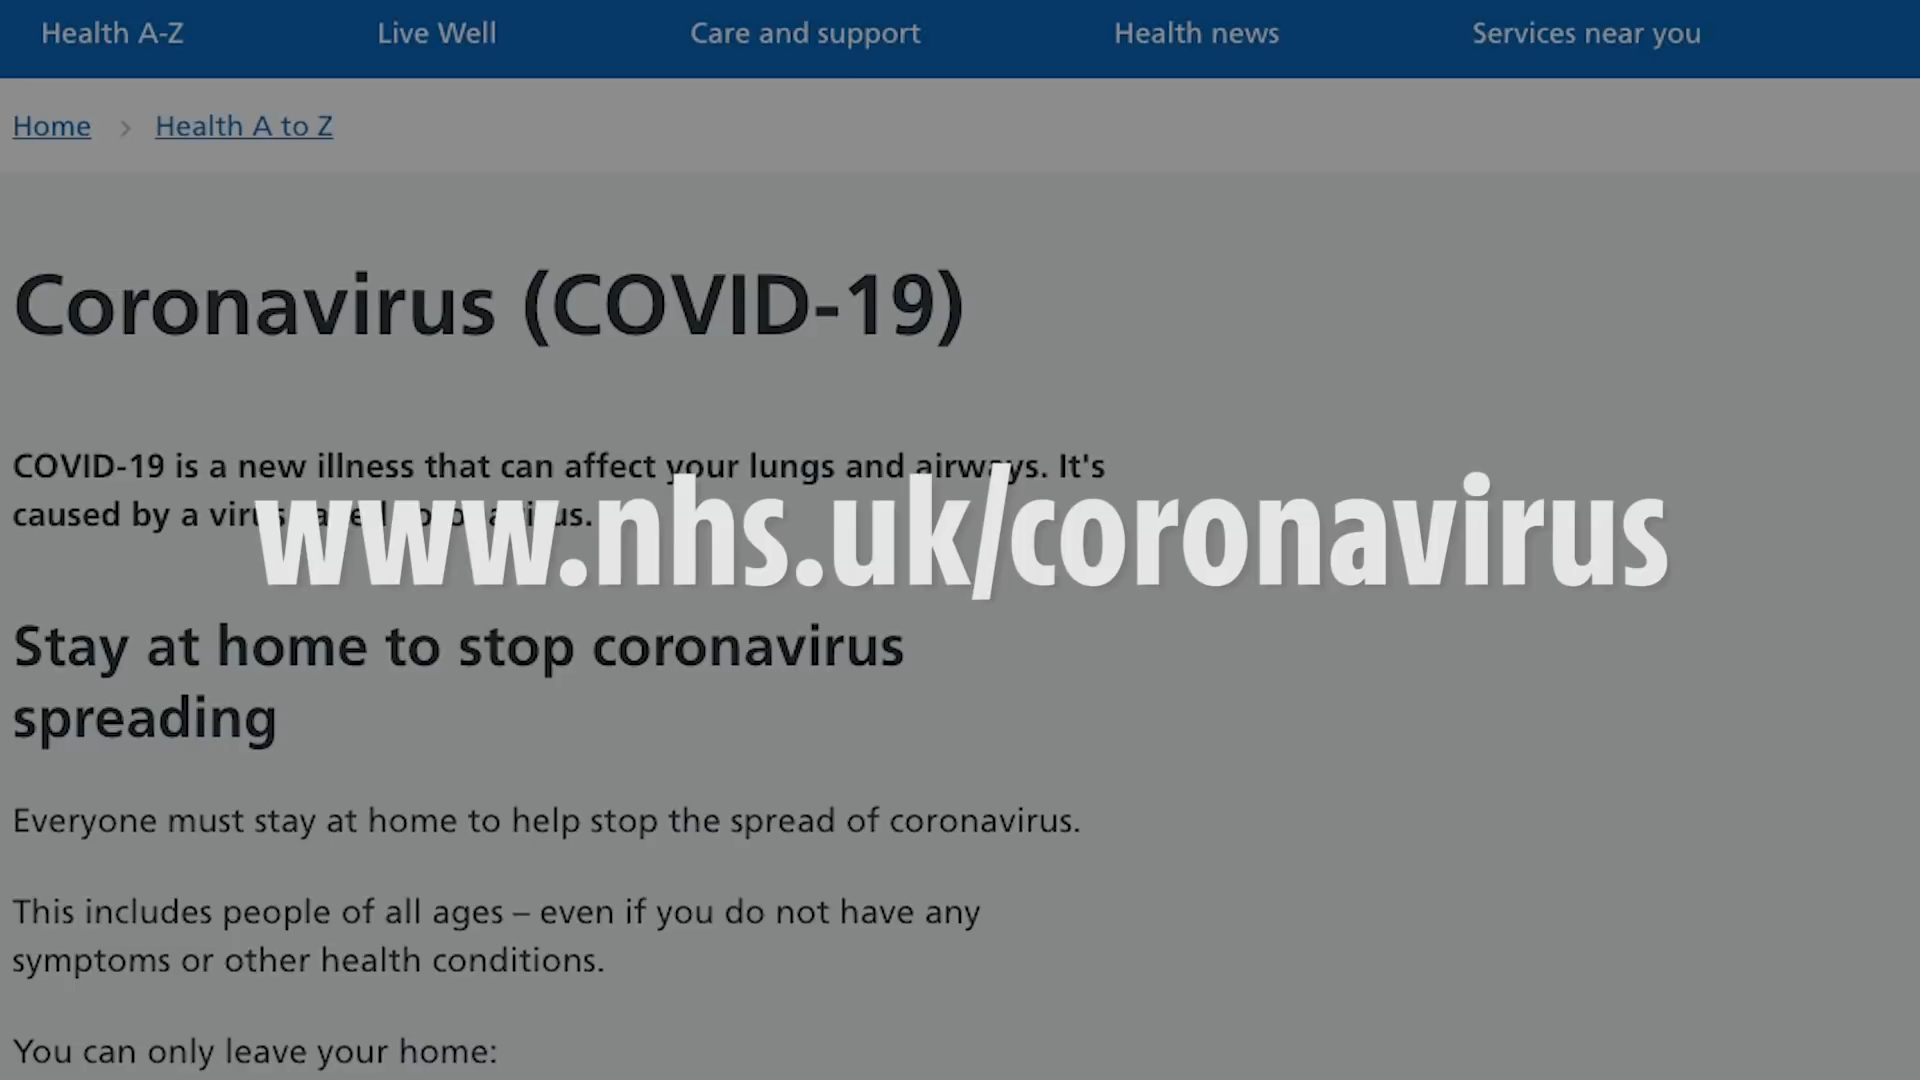 Health A-Z Live Well Care and support Health news Services near you
Home > Health A to Z
Coronavirus (COVID-19)
COVID-19 is a new illness that can affect your lungs and airways. It's
caused by a virus called coronavirus.
www.nhs.uk/coronavirus
Stay at home to stop coronavirus
spreading
Everyone must stay at home to help stop the spread of coronavirus.
This includes people of all ages – even if you do not have any
symptoms or other health conditions.
You can only leave your home: